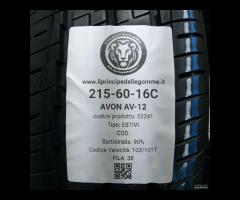 www.ilprincipedellegomme.it
215-60-16C
AVON AV-12
codice prodotto: 52241
Tipo: ESTIVI
COD.
Battistrada: 90%
Codice Velocità: 103/101T
FILA: 38